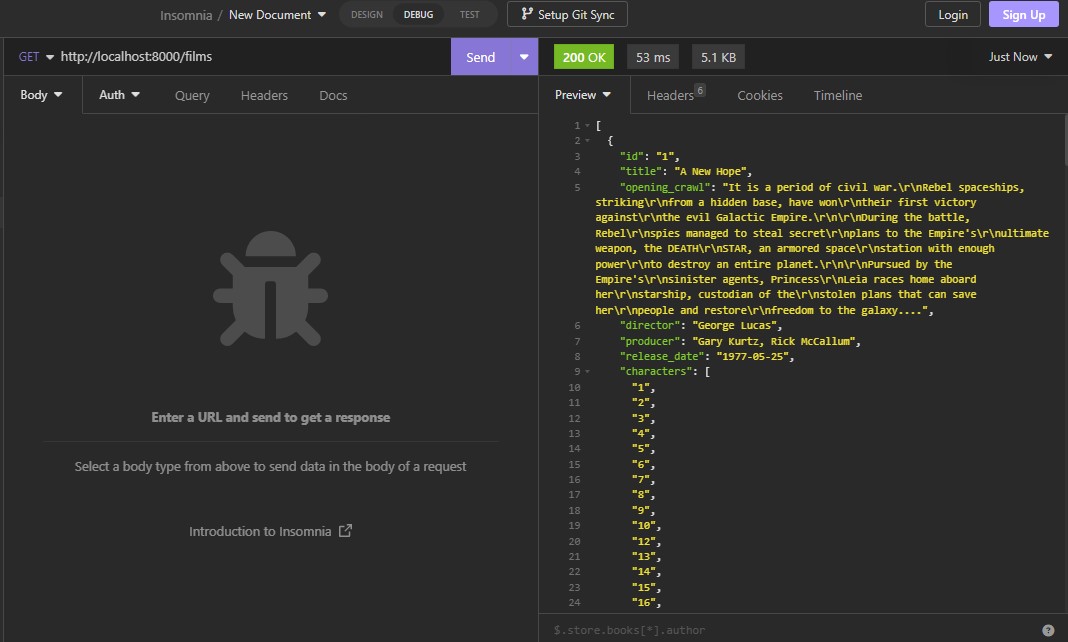 Insomnia / New Document DESIGN DEBUG TEST Setup Git Sync Login Sign Up
GET http://localhost:8000/films Send 200 OK 53 ms 5.1 KB Just Now
Body Auth Query Headers Docs
Preview Headers 6 Cookies Timeline
Enter a URL and send to get a response
Select a body type from above to send data in the body of a request
Introduction to Insomnia
1 [
2 {
3 "id": "1",
4 "title": "A New Hope",
5 "opening_crawl": "It is a period of civil war.\r\nRebel spaceships,
striking\r\nfrom a hidden base, have won\r\ntheir first victory
against\r\nthe evil Galactic Empire.\r\n\r\nDuring the battle,
Rebel\r\nspies managed to steal secret\r\nplans to the Empire's\r\nultimate
weapon, the DEATH\r\nSTAR, an armored space\r\nstation with enough
power\r\nto destroy an entire planet.\r\n\r\nPursued by the
Empire's\r\nsinister agents, Princess\r\nLeia races home aboard
her\r\nstarship, custodian of the\r\nstolen plans that can save
her\r\npeople and restore\r\nfreedom to the galaxy....",
6 "director": "George Lucas",
7 "producer": "Gary Kurtz, Rick McCallum",
8 "release_date": "1977-05-25",
9 "characters": [
10 "1",
11 "2",
12 "3",
13 "4",
14 "5",
15 "6",
16 "7",
17 "8",
18 "9",
19 "10",
20 "12",
21 "13",
22 "14",
23 "15",
24 "16",
$.store.books[*].author ?